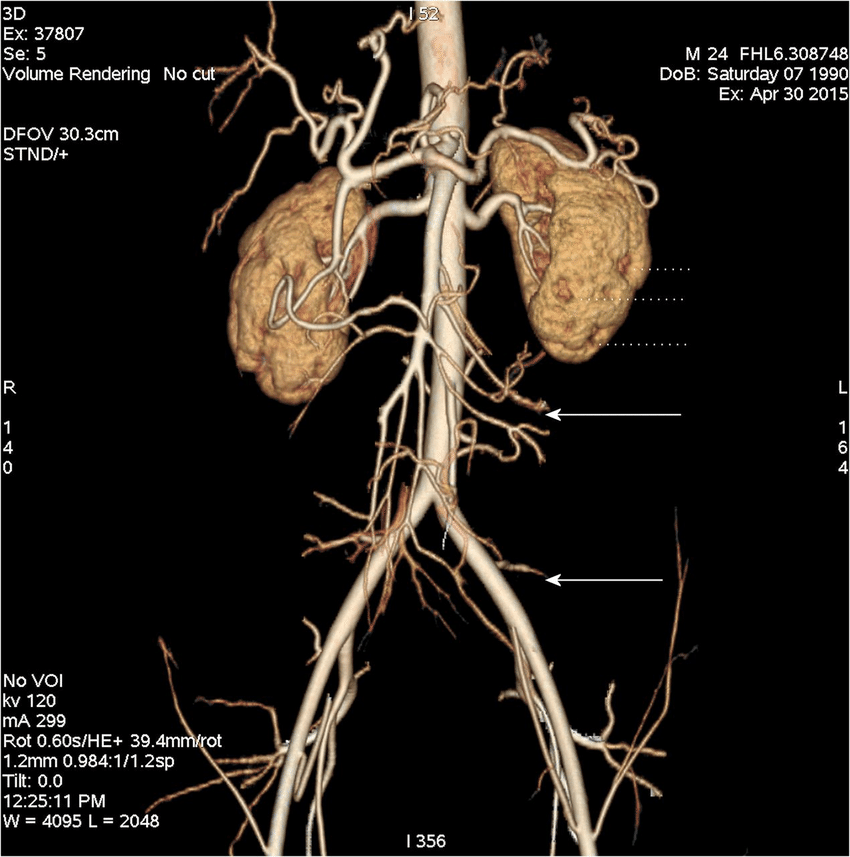 3D
Ex: 37807
Se: 5
Volume Rendering No cut
DFOV 30.3cm
STND/+
I 52
M 24 FHL6.308748
DoB: Saturday 07 1990
Ex: Apr 30 2015
R
1
4
0
L
1
6
4
No VOI
kv 120
mA 299
Rot 0.60s/HE+ 39.4mm/rot
1.2mm 0.984:1/1.2sp
Tilt: 0.0
12:25:11 PM
W = 4095 L = 2048
I 356